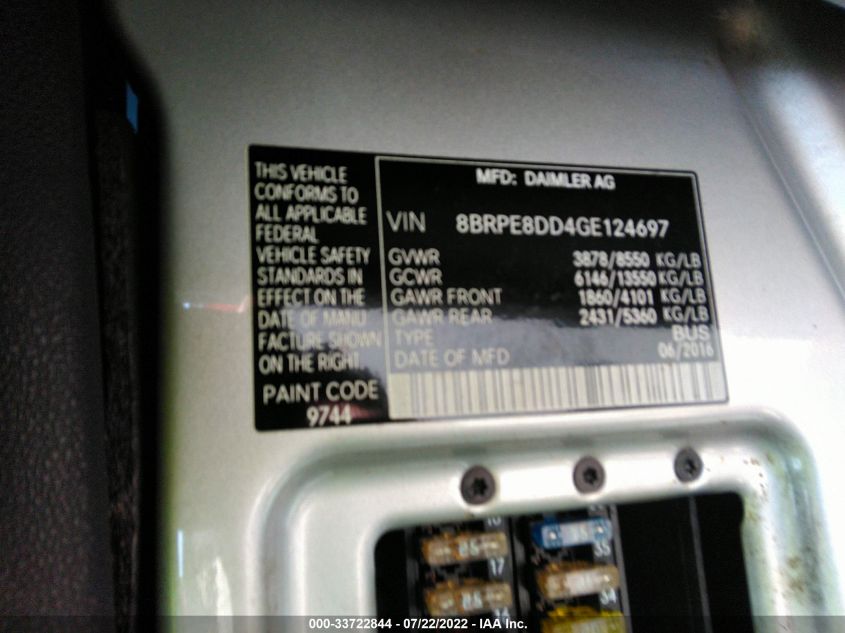 THIS VEHICLE
CONFORMS TO
ALL APPLICABLE
FEDERAL
VEHICLE SAFETY
STANDARDS IN
EFFECT ON THE
DATE OF MANU
FACTURE SHOWN
ON THE RIGHT
PAINT CODE
9744
MFD: DAIMLER AG
VIN 8BRPE8DD4GE124697
GVWR 3878/8550 KG/LB
GCWR 6146/13550 KG/LB
GAWR FRONT 1860/4101 KG/LB
GAWR REAR 2431/5360 KG/LB
TYPE BUS
DATE OF MFD 06/2016
17
35
000-33722844 / 07/22/2022 - IAA Inc.